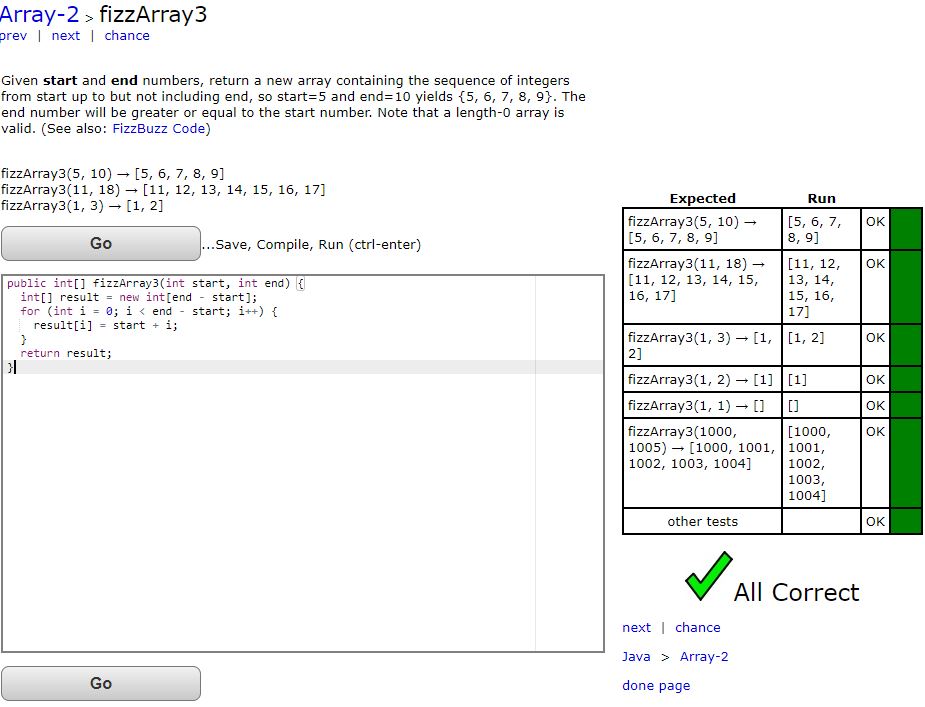 Array-2 > fizzArray3
prev | next | chance
Given start and end numbers, return a new array containing the sequence of integers
from start up to but not including end, so start=5 and end=10 yields {5, 6, 7, 8, 9}. The
end number will be greater or equal to the start number. Note that a length-0 array is
valid. (See also: FizzBuzz Code)
fizzArray3(5, 10) → [5, 6, 7, 8, 9]
fizzArray3(11, 18) → [11, 12, 13, 14, 15, 16, 17]
fizzArray3(1, 3) → [1, 2]
Go
...Save, Compile, Run (ctrl-enter)
public int[] fizzArray3(int start, int end) {
  int[] result = new int[end - start];
  for (int i = 0; i < end - start; i++) {
    result[i] = start + i;
  }
  return result;
}
Go
Expected Run
fizzArray3(5, 10) →
[5, 6, 7, 8, 9]
[5, 6, 7,
8, 9]
OK
fizzArray3(11, 18) →
[11, 12, 13, 14, 15,
16, 17]
[11, 12,
13, 14,
15, 16,
17]
OK
fizzArray3(1, 3) → [1,
2]
[1, 2]
OK
fizzArray3(1, 2) → [1]
[1]
OK
fizzArray3(1, 1) → []
[]
OK
fizzArray3(1000,
1005) → [1000, 1001,
1002, 1003, 1004]
[1000,
1001,
1002,
1003,
1004]
OK
other tests
OK
All Correct
next | chance
Java > Array-2
done page